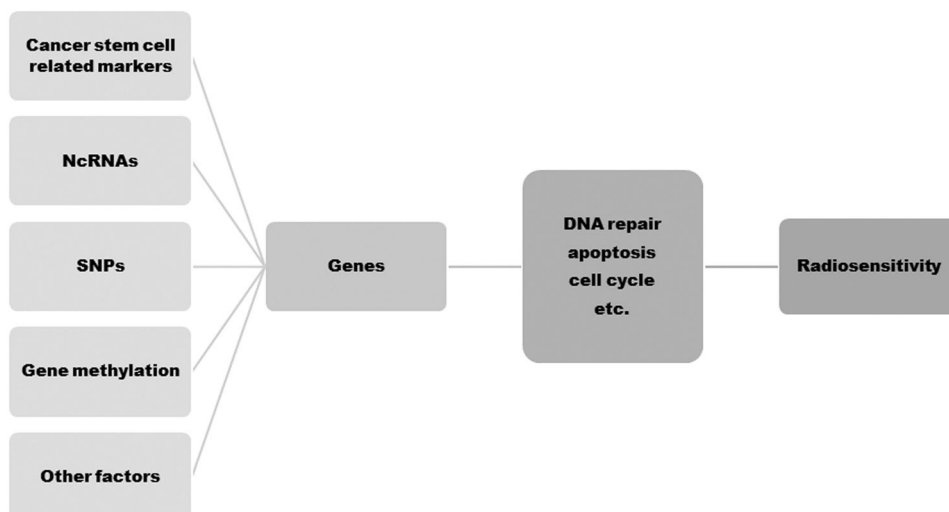 Cancer stem cell
related markers
NcRNAs
SNPs
Gene methylation
Other factors
Genes
DNA repair
apoptosis
cell cycle
etc.
Radiosensitivity